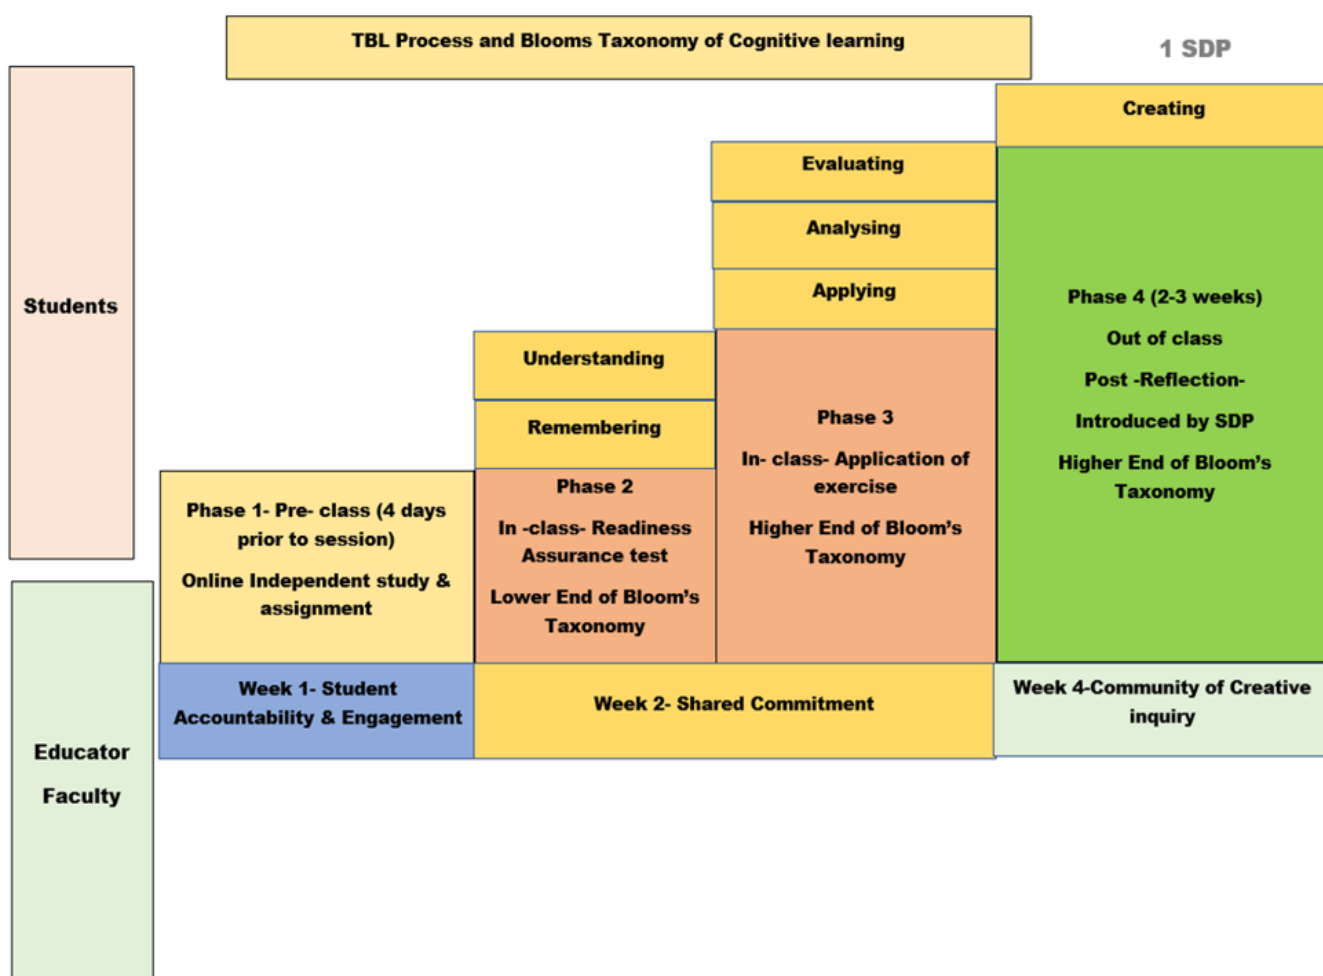 TBL Process and Blooms Taxonomy of Cognitive learning
1 SDP
Creating
Evaluating
Analysing
Applying
Understanding
Remembering
Students
Phase 1- Pre- class (4 days
prior to session)
Online Independent study &
assignment
Phase 2
In -class- Readiness
Assurance test
Lower End of Bloom’s
Taxonomy
Phase 3
In- class- Application of
exercise
Higher End of Bloom’s
Taxonomy
Phase 4 (2-3 weeks)
Out of class
Post -Reflection-
Introduced by SDP
Higher End of Bloom’s
Taxonomy
Educator
Faculty
Week 1- Student
Accountability & Engagement
Week 2- Shared Commitment
Week 4-Community of Creative
inquiry